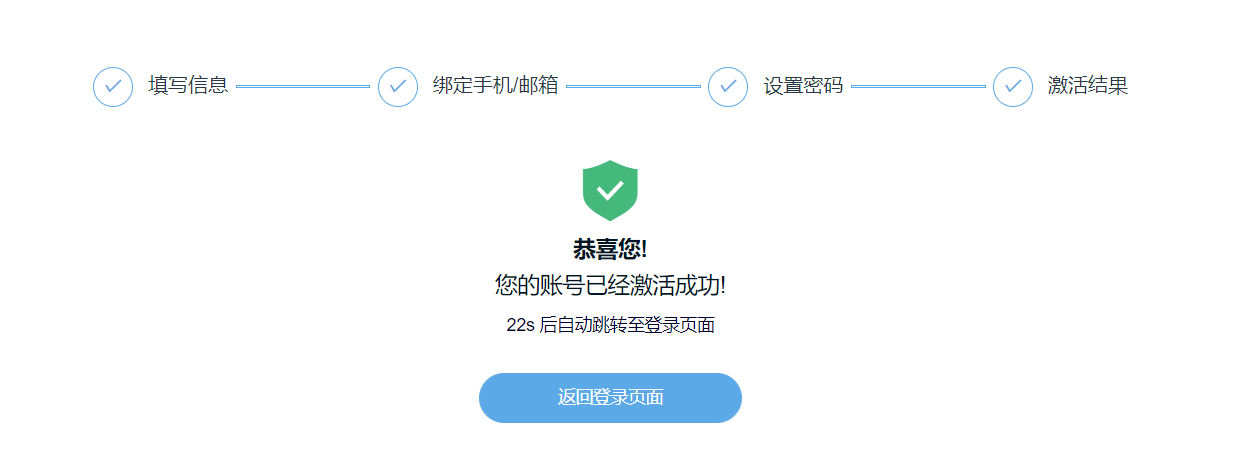 填写信息 绑定手机/邮箱 设置密码 激活结果
恭喜您!
您的账号已经激活成功!
22s 后自动跳转至登录页面
返回登录页面